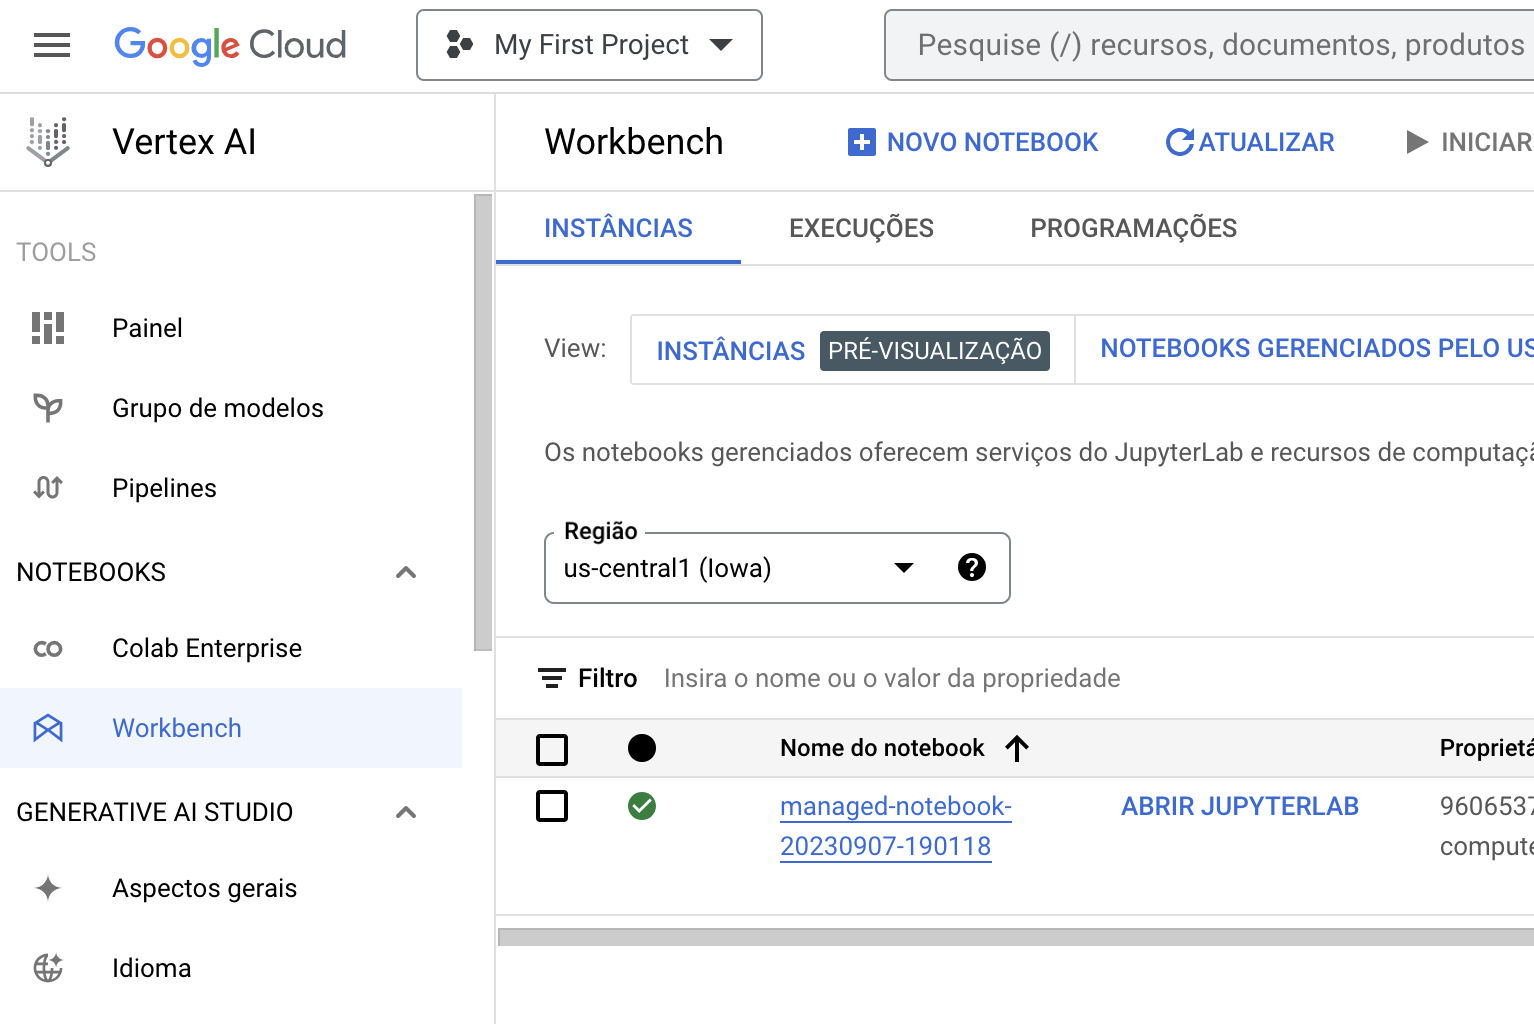 Google Cloud
My First Project
Pesquise (/) recursos, documentos, produtos
Vertex AI
Workbench
NOVO NOTEBOOK
ATUALIZAR
INICIAR
TOOLS
Painel
Grupo de modelos
Pipelines
NOTEBOOKS
Colab Enterprise
Workbench
GENERATIVE AI STUDIO
Aspectos gerais
Idioma
INSTÂNCIAS
EXECUÇÕES
PROGRAMAÇÕES
View:
INSTÂNCIAS PRÉ-VISUALIZAÇÃO
NOTEBOOKS GERENCIADOS PELO US
Os notebooks gerenciados oferecem serviços do JupyterLab e recursos de computaçã
Região
us-central1 (Iowa)
Filtro Insira o nome ou o valor da propriedade
Nome do notebook
Proprietá
managed-notebook-
20230907-190118
ABRIR JUPYTERLAB
9606537
compute